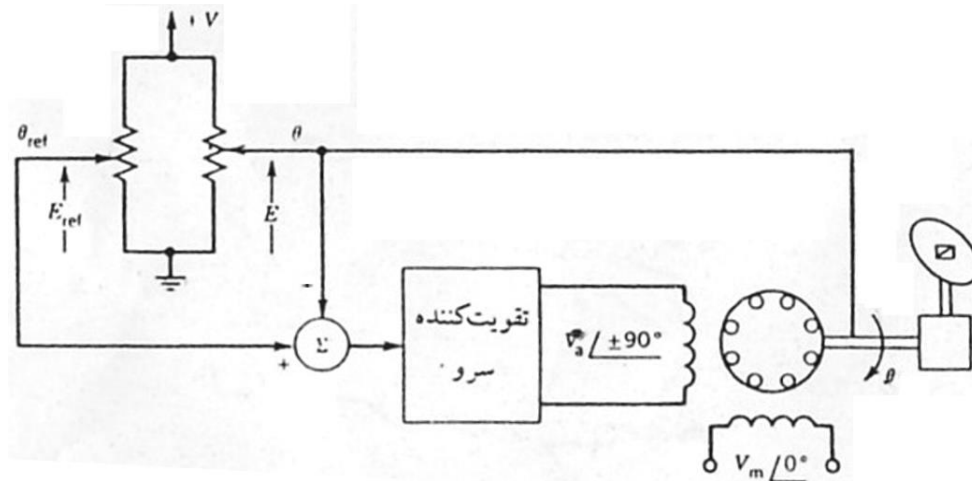 + V
θref
θ
Eref
E
-
+
Σ
تقویت‌کننده
سرو
Va / ±90°
θ
Vm / 0°